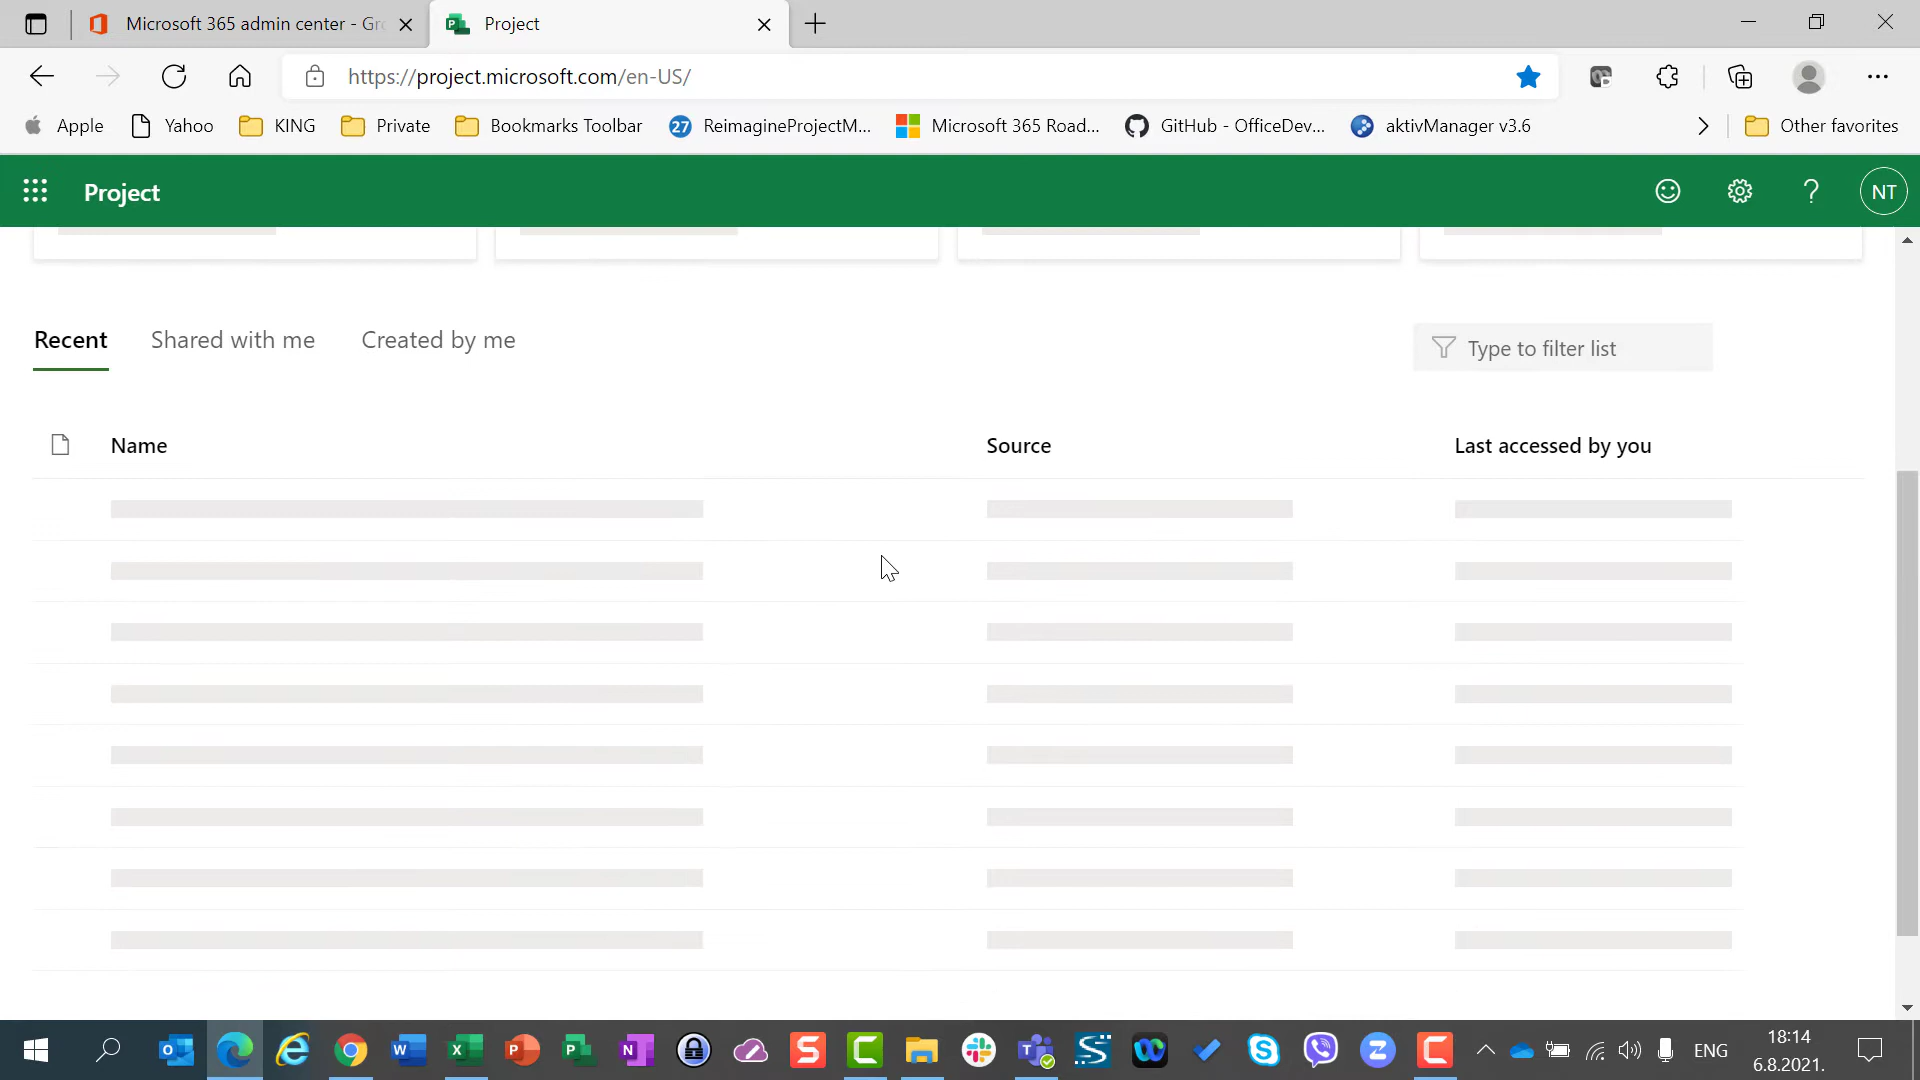 Microsoft 365 admin center - Gro
Project
https://project.microsoft.com/en-US/
Apple
Yahoo
KING
Private
Bookmarks Toolbar
27
ReimagineProjectM...
Microsoft 365 Road...
GitHub - OfficeDev...
aktivManager v3.6
Other favorites
Project
NT
Recent
Shared with me
Created by me
Type to filter list
Name
Source
Last accessed by you
ENG
18:14
6.8.2021.